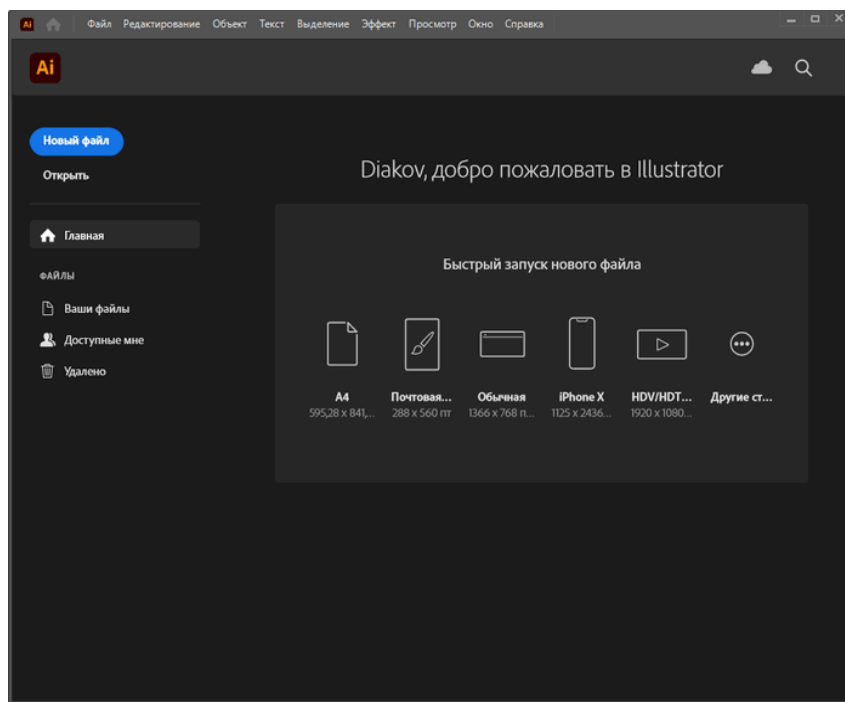 Ai Файл Редактирование Объект Текст Выделение Эффект Просмотр Окно Справка
Ai
Новый файл
Открыть
Diakov, добро пожаловать в Illustrator
Главная
ФАЙЛЫ
Ваши файлы
Доступные мне
Удалено
Быстрый запуск нового файла
A4 Почтовая... Обычная iPhone X HDV/HDT... Другие ст...
595,28 x 841,... 288 x 560 пт 1366 x 768 п... 1125 x 2436... 1920 x 1080...